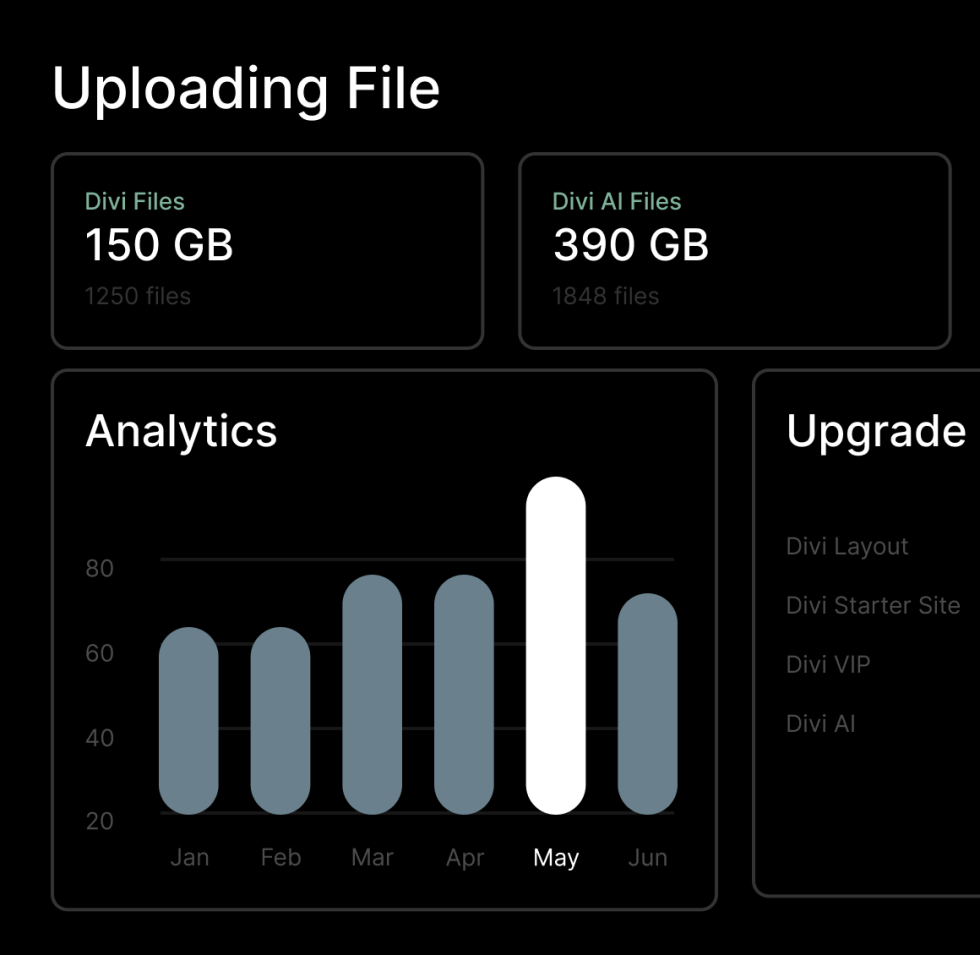 Uploading File
Divi Files
150 GB
1250 files
Divi AI Files
390 GB
1848 files
Analytics
80
60
40
20
Jan Feb Mar Apr May Jun
Upgrade
Divi Layout
Divi Starter Site
Divi VIP
Divi AI